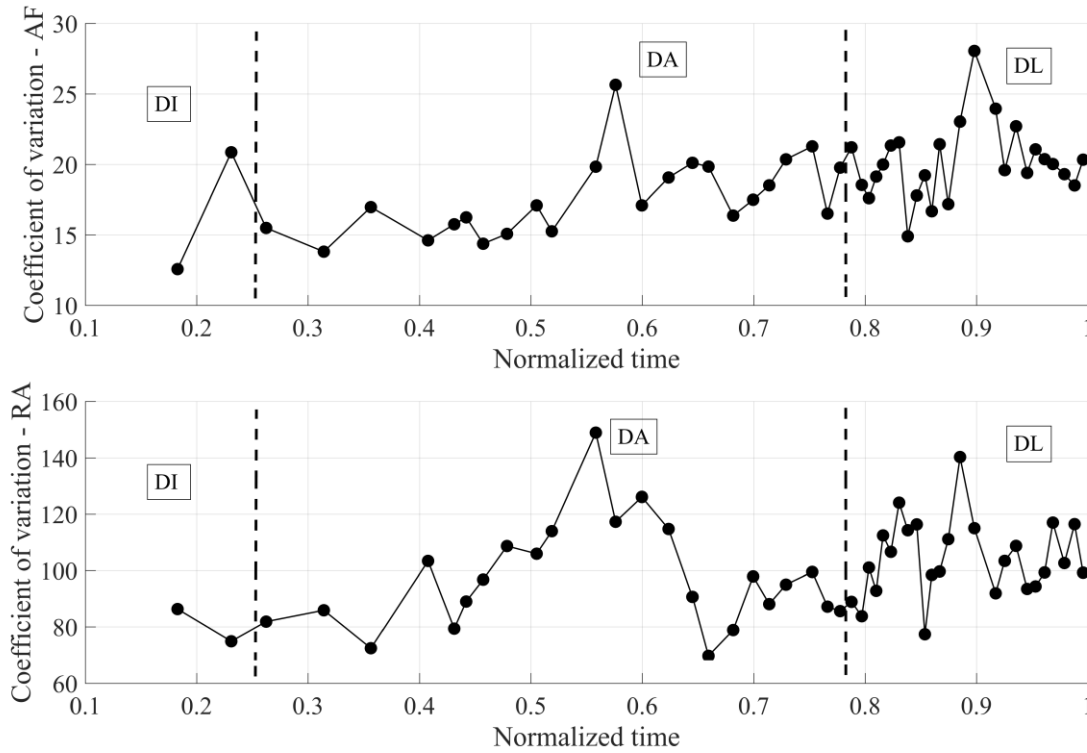 Coefficient of variation - AF
30
25
20
15
10
DI
DA
DL
0.1 0.2 0.3 0.4 0.5 0.6 0.7 0.8 0.9 1
Normalized time
Coefficient of variation - RA
160
140
120
100
80
60
DI
DA
DL
0.1 0.2 0.3 0.4 0.5 0.6 0.7 0.8 0.9 1
Normalized time